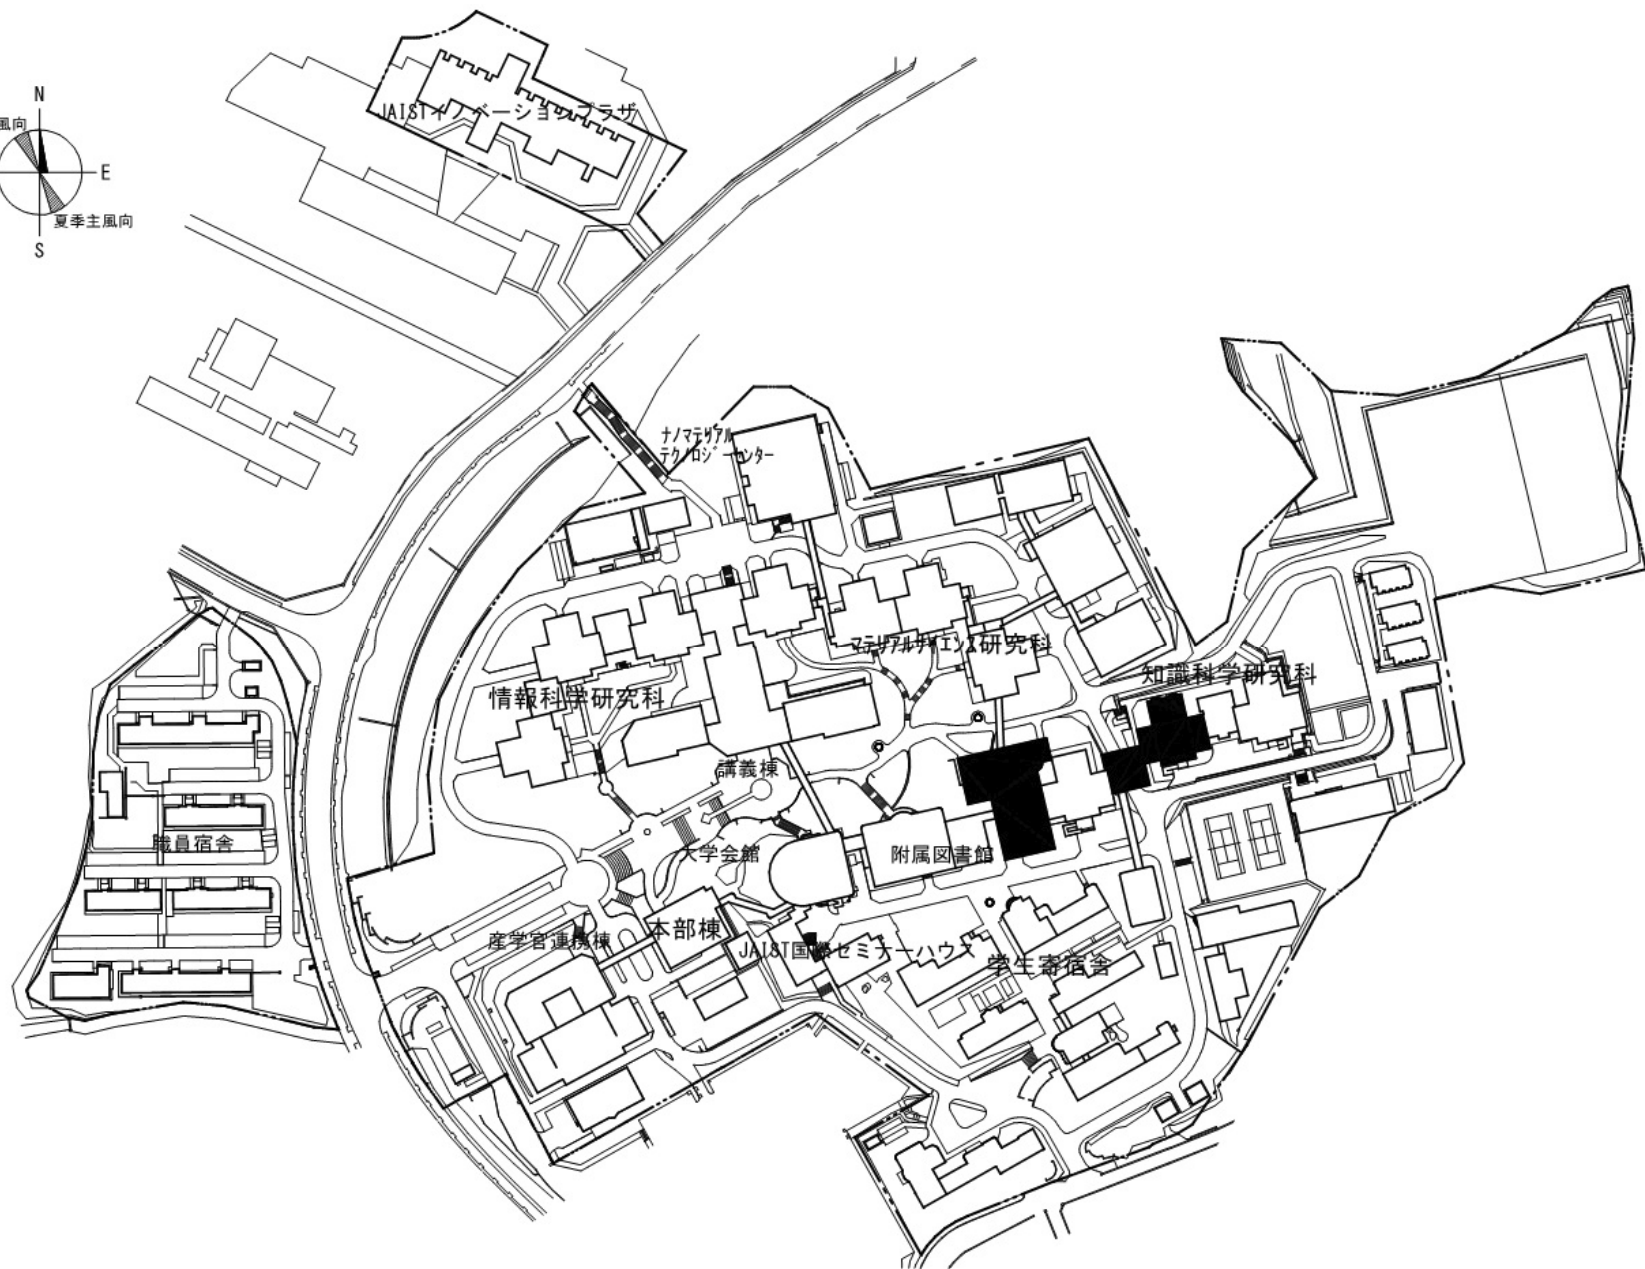 JAISTイノベーションプラザ
N
風向
E
夏季主風向
S
ナノマテリアル
テクノロジーセンター
マテリアルサイエンス研究科
知識科学研究科
情報科学研究科
講義棟
職員宿舎
大学会館
附属図書館
本部棟
産学官連携棟
JAIST国際セミナーハウス
学生寄宿舎